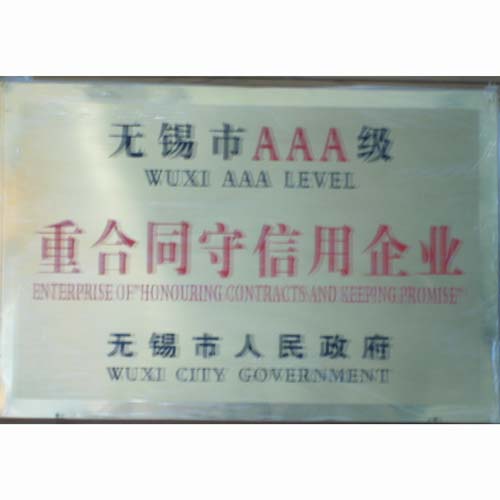 无锡市AAA级
WUXI AAA LEVEL
重合同守信用企业
ENTERPRISE OF "HONOURING CONTRACTS AND KEEPING PROMISE"
无锡市人民政府
WUXI CITY GOVERNMENT